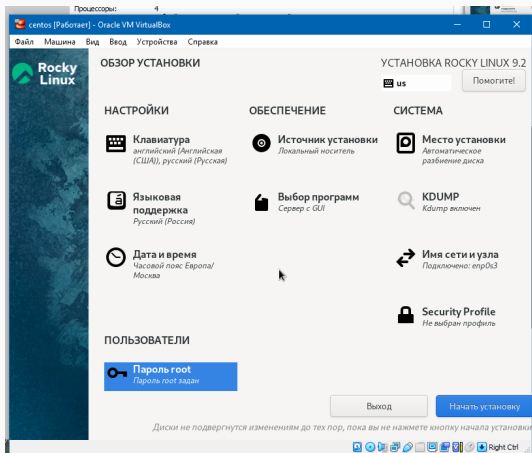 Процессоры: 4
centos [Работает] - Oracle VM VirtualBox
Файл Машина Вид Ввод Устройства Справка
Rocky
Linux
ОБЗОР УСТАНОВКИ
УСТАНОВКА ROCKY LINUX 9.2
us
Помогите!
НАСТРОЙКИ
Клавиатура
английский (Английская
(США)), русский (Русская)
Языковая
поддержка
Русский (Россия)
Дата и время
Часовой пояс Европа/
Москва
ОБЕСПЕЧЕНИЕ
Источник установки
Локальный носитель
Выбор программ
Сервер с GUI
СИСТЕМА
Место установки
Автоматическое
разбиение диска
KDUMP
Kdump включен
Имя сети и узла
Подключено: enp0s3
Security Profile
Не выбран профиль
ПОЛЬЗОВАТЕЛИ
Пароль root
Пароль root задан
Выход
Начать установку
Диски не подвергнутся изменениям до тех пор, пока вы не нажмете кнопку начала установки
Right Ctrl